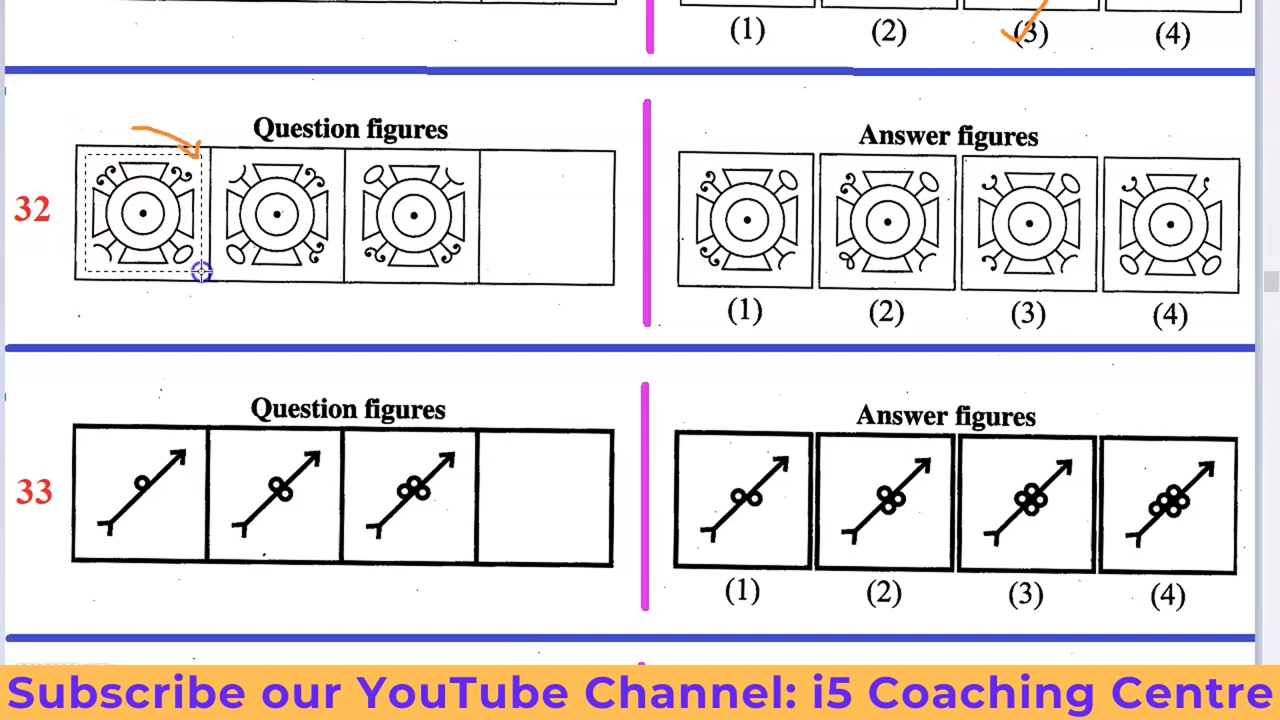 (1) (2) (3) (4)
32
Question figures
Answer figures
(1) (2) (3) (4)
33
Question figures
Answer figures
(1) (2) (3) (4)
Subscribe our YouTube Channel: i5 Coaching Centre